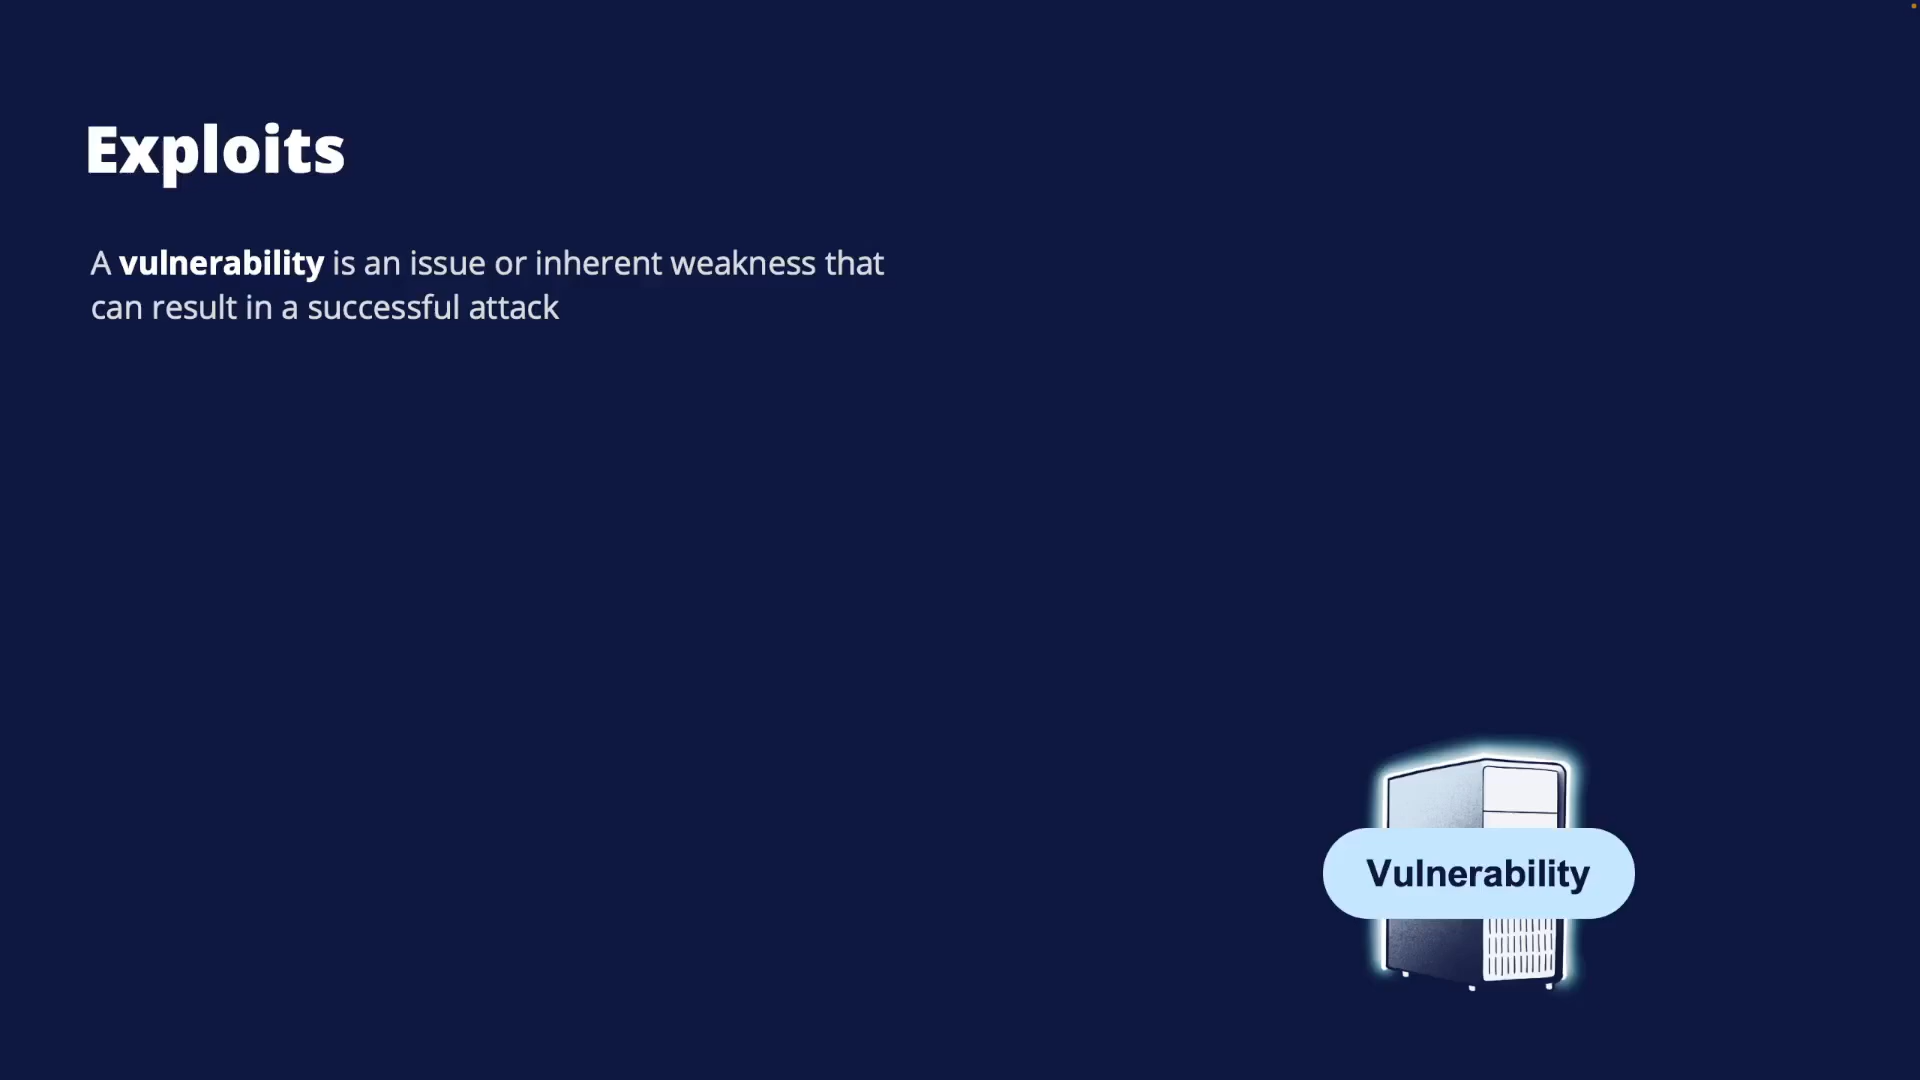 Exploits
A vulnerability is an issue or inherent weakness that
can result in a successful attack
Vulnerability